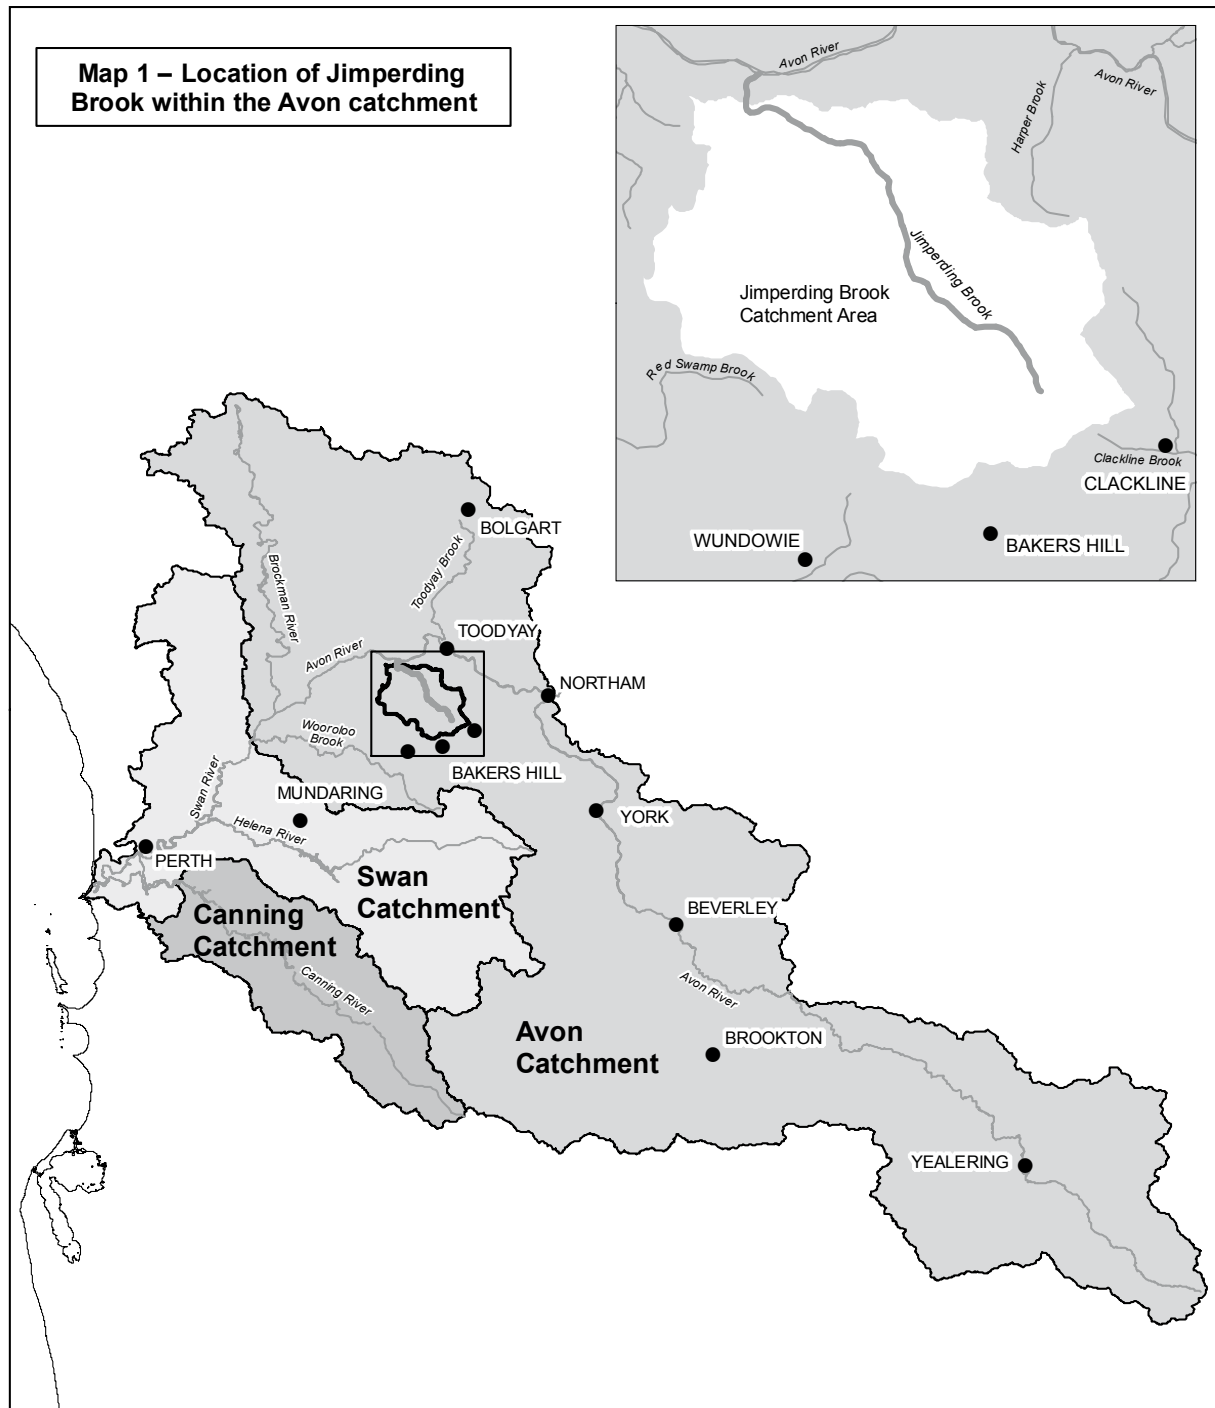 Map 1 – Location of Jimperding
Brook within the Avon catchment
Avon River
Avon River
Harper Brook
Jimperding Brook
Jimperding Brook
Catchment Area
Red Swamp Brook
Clackline Brook
CLACKLINE
WUNDOWIE
BAKERS HILL
BOLGART
Brockman River
Toodyay Brook
TOODYAY
Avon River
NORTHAM
Wooroloo
Brook
BAKERS HILL
Swan River
MUNDARING
YORK
Helena River
PERTH
Swan
Catchment
Canning
Catchment
BEVERLEY
Canning River
Avon River
Avon
Catchment
BROOKTON
YEALERING